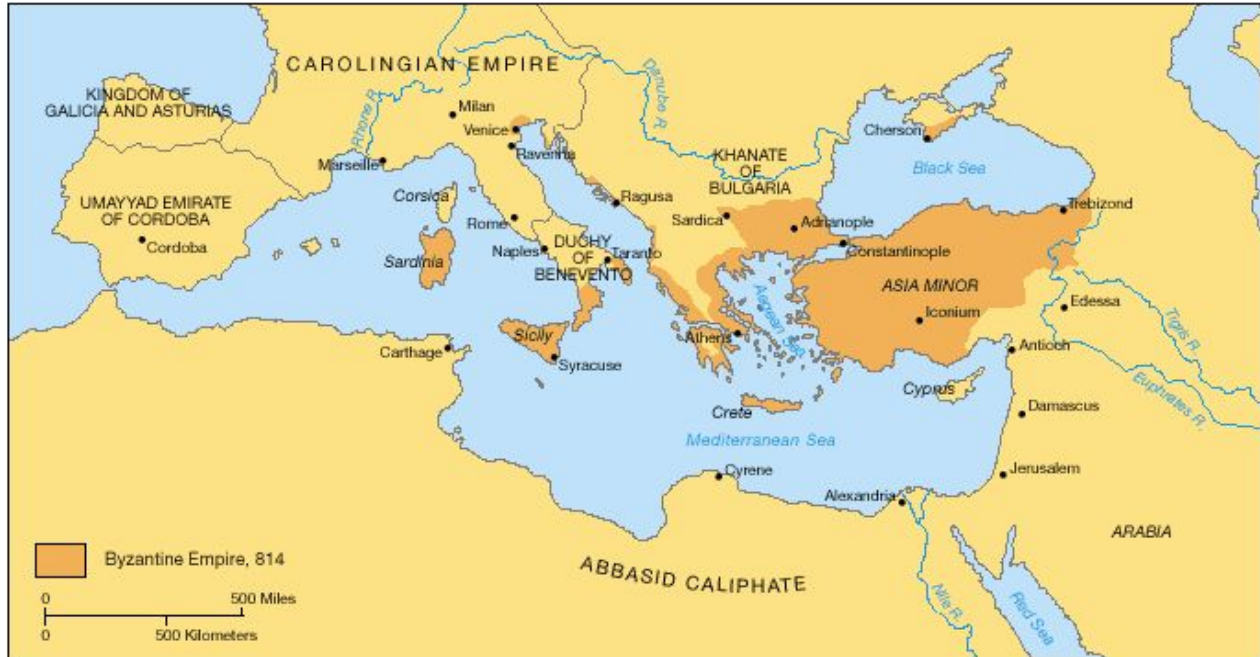 CAROLINGIAN EMPIRE
KINGDOM OF
GALICIA AND ASTURIAS
Rhone R.
Danube R.
Milan
Venice
Ravenna
Marseille
Cherson
Black Sea
KHANATE
OF
BULGARIA
Corsica
Ragusa
UMAYYAD EMIRATE
OF CORDOBA
Cordoba
Rome
Sardica
Adrianople
Trebizond
Naples
DUCHY
OF
BENEVENTO
Taranto
Constantinople
Sardinia
Aegean Sea
ASIA MINOR
Iconium
Edessa
Tigris R.
Sicily
Athens
Carthage
Syracuse
Antioch
Cyprus
Euphrates R.
Crete
Damascus
Mediterranean Sea
Cyrene
Jerusalem
Alexandria
ARABIA
Byzantine Empire, 814
ABBASID CALIPHATE
0
500 Miles
0
500 Kilometers
Nile R.
Red Sea